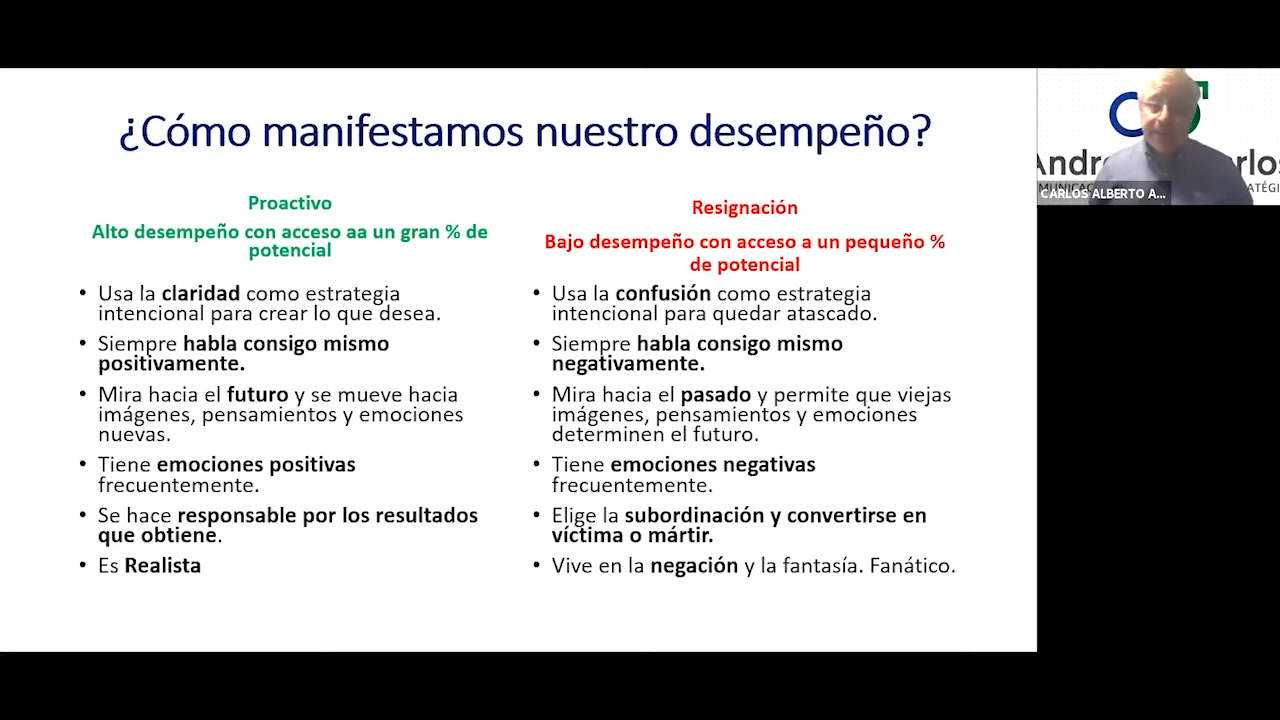 ¿Cómo manifestamos nuestro desempeño?
Proactivo
Alto desempeño con acceso aa un gran % de
potencial
• Usa la claridad como estrategia
intencional para crear lo que desea.
• Siempre habla consigo mismo
positivamente.
• Mira hacia el futuro y se mueve hacia
imágenes, pensamientos y emociones
nuevas.
• Tiene emociones positivas
frecuentemente.
• Se hace responsable por los resultados
que obtiene.
• Es Realista
Resignación
Bajo desempeño con acceso a un pequeño %
de potencial
• Usa la confusión como estrategia
intencional para quedar atascado.
• Siempre habla consigo mismo
negativamente.
• Mira hacia el pasado y permite que viejas
imágenes, pensamientos y emociones
determinen el futuro.
• Tiene emociones negativas
frecuentemente.
• Elige la subordinación y convertirse en
víctima o mártir.
• Vive en la negación y la fantasía. Fanático.
CARLOS ALBERTO A...